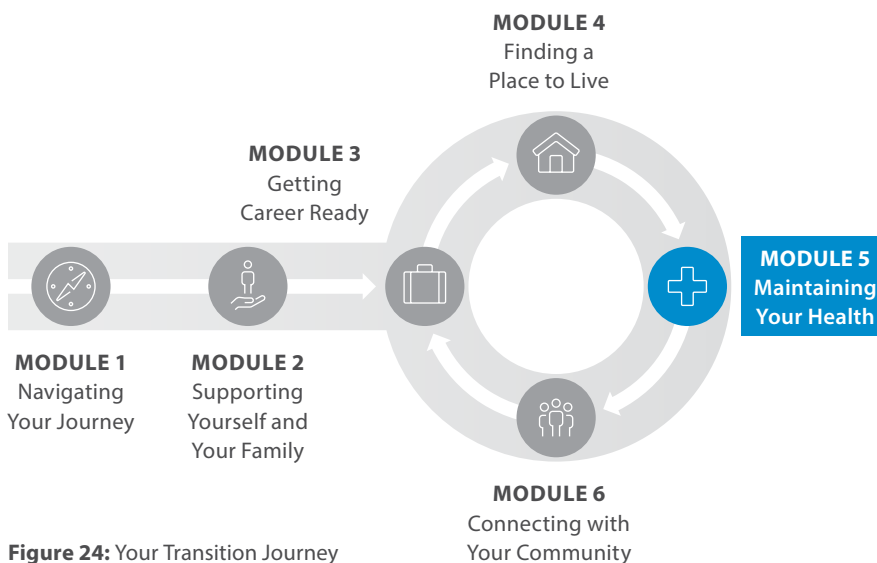 MODULE 4
Finding a
Place to Live
MODULE 3
Getting
Career Ready
MODULE 5
Maintaining
Your Health
MODULE 1
Navigating
Your Journey
MODULE 2
Supporting
Yourself and
Your Family
MODULE 6
Connecting with
Your Community
Figure 24: Your Transition Journey